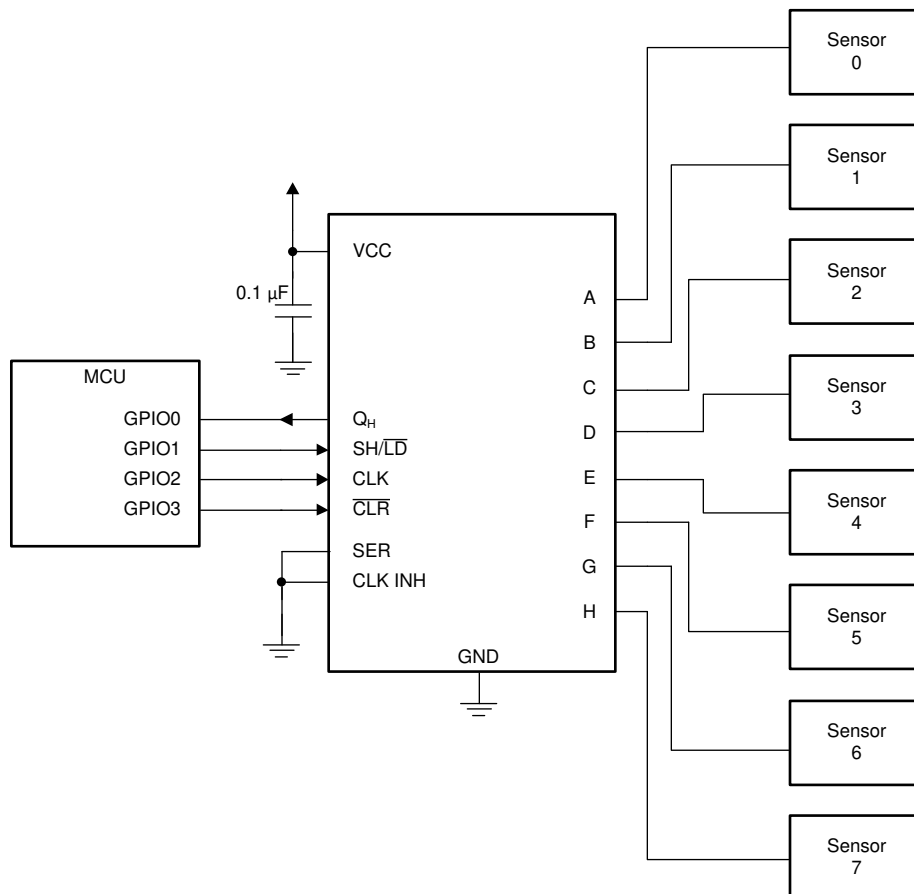 Sensor
0
Sensor
1
VCC
0.1 µF
Sensor
2
A
B
C
D
E
F
G
H
MCU
GPIO0
GPIO1
GPIO2
GPIO3
QH
SH/LD
CLK
CLR
SER
CLK INH
GND
Sensor
3
Sensor
4
Sensor
5
Sensor
6
Sensor
7